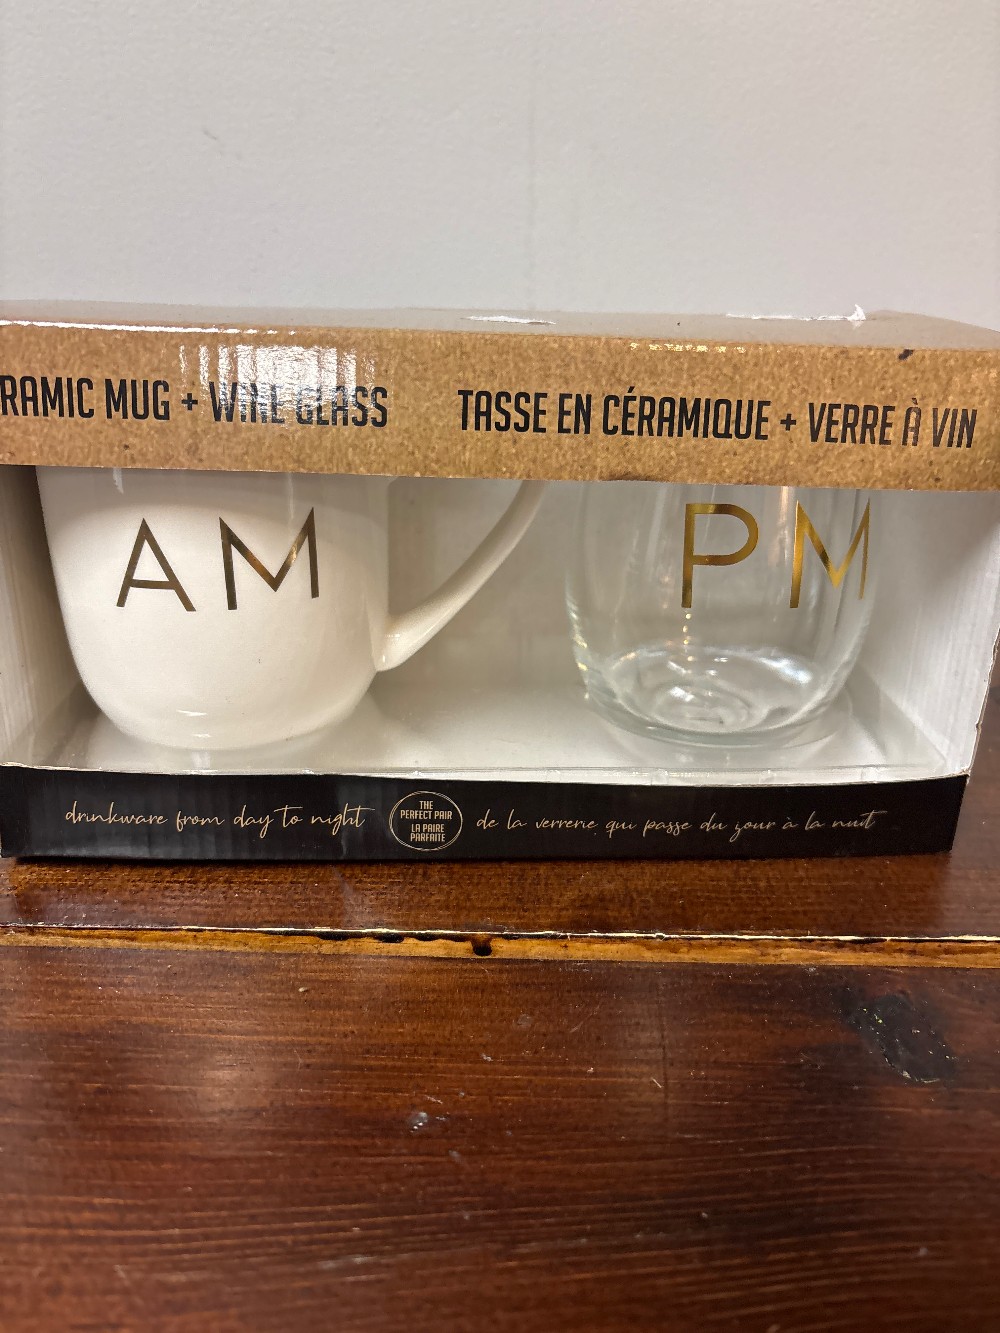 RAMIC MUG + WINE GLASS
TASSE EN CÉRAMIQUE + VERRE À VIN
AM
PM
drinkware from day to night
THE
PERFECT PAIR
LA PAIRE
PARFAITE
de la verrerie qui passe du jour à la nuit